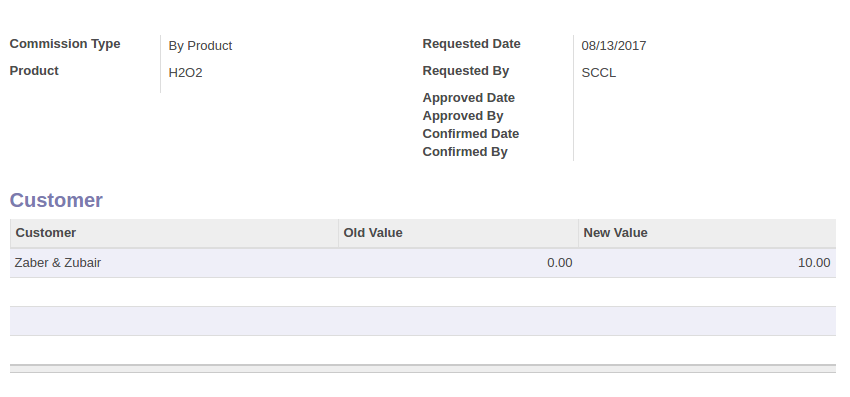 Commission Type By Product Requested Date 08/13/2017
Product H2O2 Requested By SCCL
Approved Date
Approved By
Confirmed Date
Confirmed By
Customer
Customer Old Value New Value
Zaber & Zubair 0.00 10.00